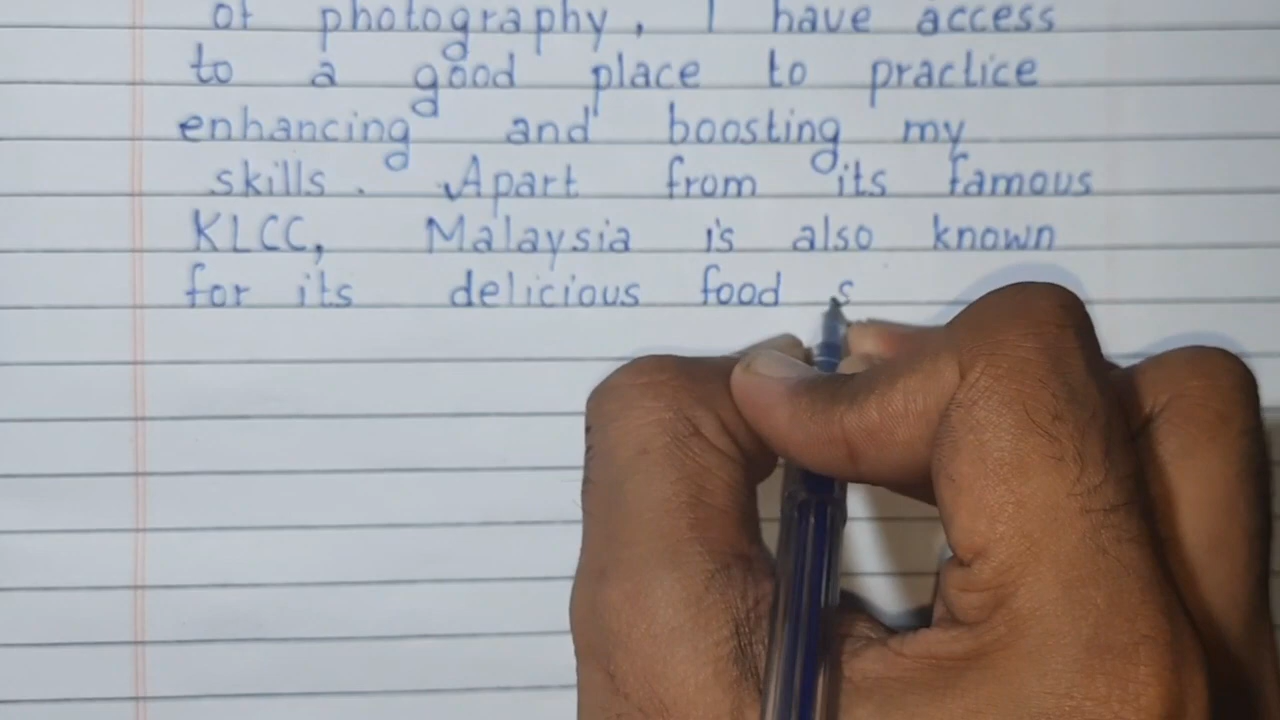 of photography, I have access
to a good place to practice
enhancing and boosting my
skills. Apart from its famous
KLCC, Malaysia is also known
for its delicious food s